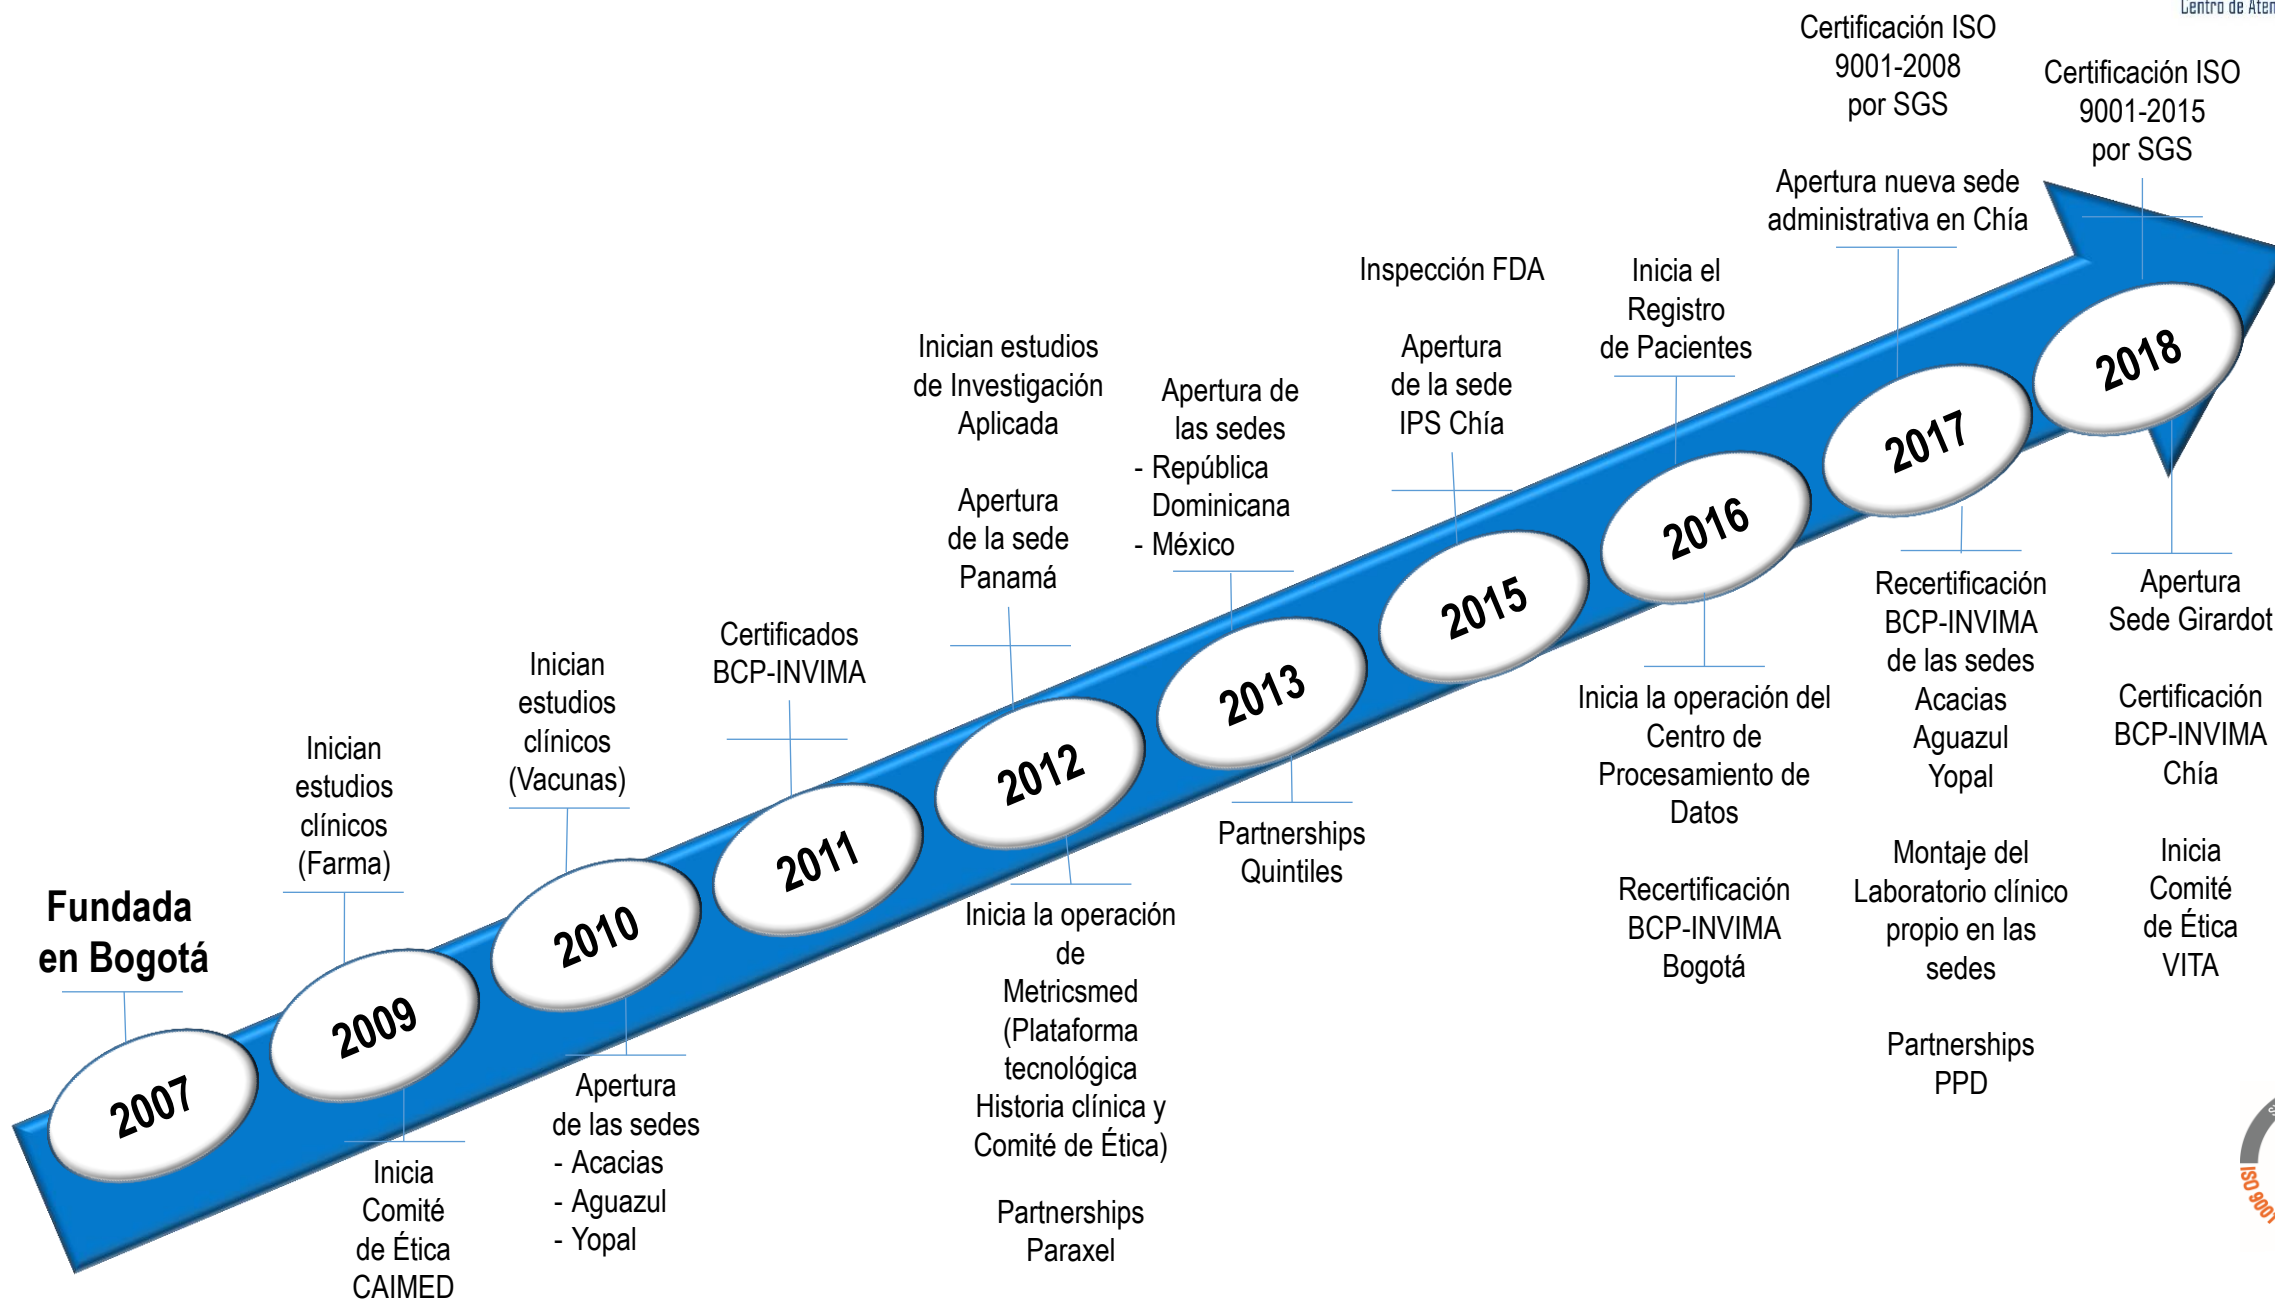 Centro de
Certificación ISO
9001-2008
por SGS
Apertura nueva sede
administrativa en Chía
Certificación ISO
9001-2015
por SGS
Inspección FDA
Apertura
de la sede
IPS Chía
Inicia el
Registro
de Pacientes
Inician estudios
de Investigación
Aplicada
Apertura
de la sede
Panamá
Apertura de
las sedes
- República
Dominicana
- México
Certificados
BCP-INVIMA
Inician
estudios
clínicos
(Vacunas)
Inician
estudios
clínicos
(Farma)
Fundada
en Bogotá
2007
2009
2010
2011
2012
2013
2015
2016
2017
2018
Inicia
Comité
de Ética
CAIMED
Apertura
de las sedes
- Acacias
- Aguazul
- Yopal
Inicia la operación
de
Metricsmed
(Plataforma
tecnológica
Historia clínica y
Comité de Ética)
Partnerships
Paraxel
Partnerships
Quintiles
Inicia la operación del
Centro de
Procesamiento de
Datos
Recertificación
BCP-INVIMA
Bogotá
Recertificación
BCP-INVIMA
de las sedes
Acacias
Aguazul
Yopal
Montaje del
Laboratorio clínico
propio en las
sedes
Partnerships
PPD
Apertura
Sede Girardot
Certificación
BCP-INVIMA
Chía
Inicia
Comité
de Ética
VITA
ISO 9001